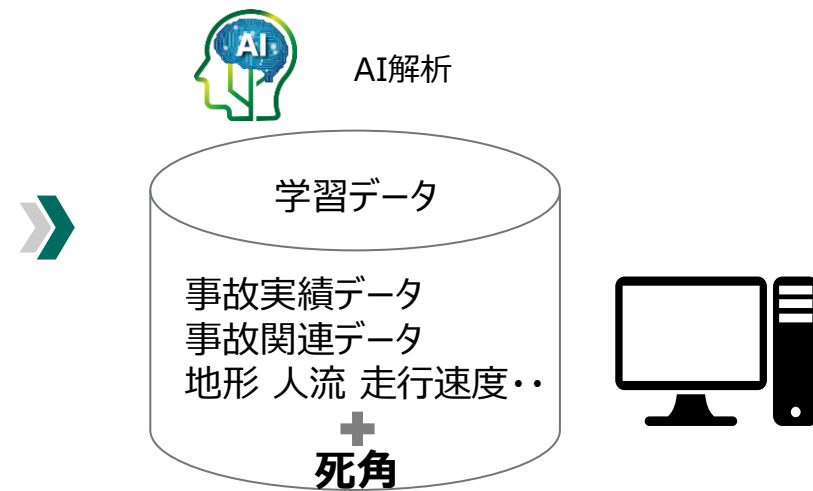 AI
AI解析
学習データ
事故実績データ
事故関連データ
地形 人流 走行速度・・
死角